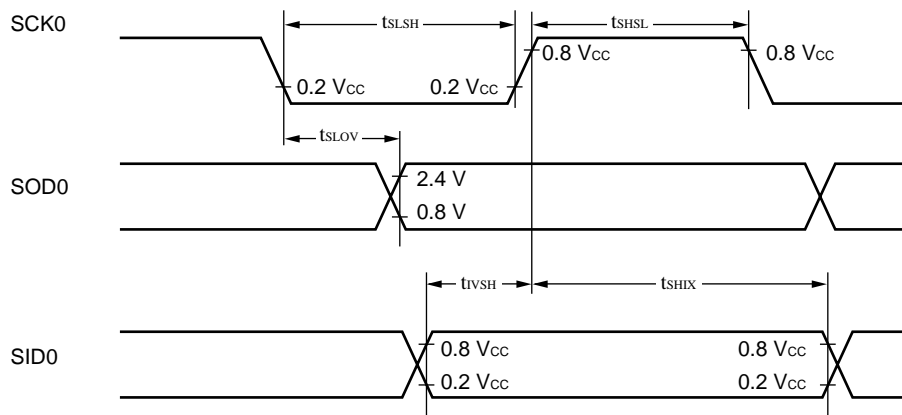 SCK0
tSLSH
tSHSL
0.2 VCC
0.2 VCC
0.8 VCC
0.8 VCC
tSLOV
SOD0
2.4 V
0.8 V
tIVSH
tSHIX
SID0
0.8 VCC
0.8 VCC
0.2 VCC
0.2 VCC